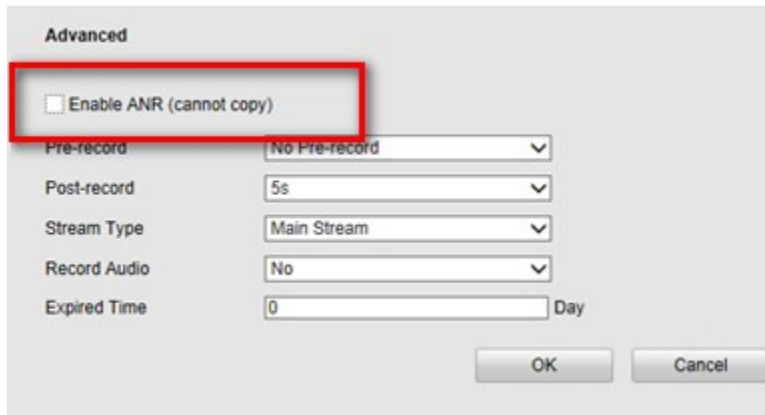 Advanced
Enable ANR (cannot copy)
Pre-record No Pre-record
Post-record 5s
Stream Type Main Stream
Record Audio No
Expired Time 0 Day
OK Cancel